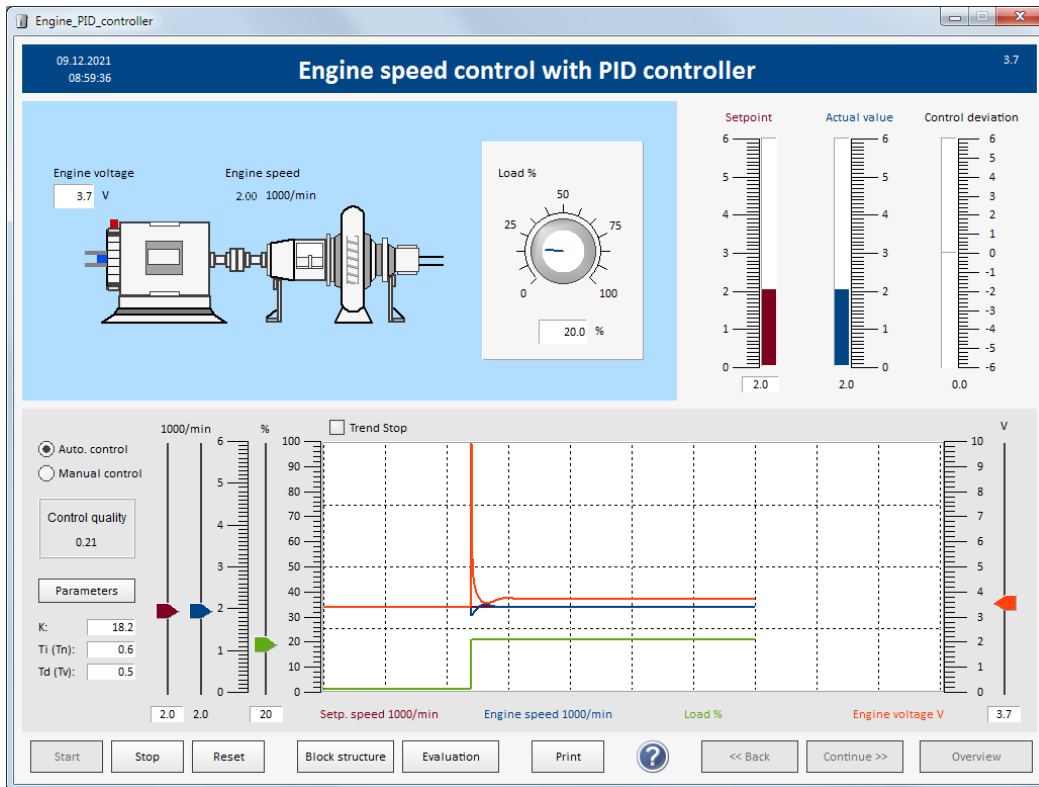 Engine_PID_controller
09.12.2021
08:59:36
Engine speed control with PID controller
3.7
Engine voltage
3.7 V
Engine speed
2.00 1000/min
Load %
50
25
75
0
100
20.0 %
Setpoint
6
5
4
3
2
1
0
2.0
Actual value
6
5
4
3
2
1
0
2.0
Control deviation
6
5
4
3
2
1
0
-1
-2
-3
-4
-5
-6
0.0
Auto. control
Manual control
Control quality
0.21
Parameters
K: 18.2
Ti (Tn): 0.6
Td (Tv): 0.5
1000/min
6
5
4
3
2
1
0
2.0 2.0
%
100
90
80
70
60
50
40
30
20
10
0
20
Trend Stop
Setp. speed 1000/min
Engine speed 1000/min
Load %
Engine voltage V
V
10
9
8
7
6
5
4
3
2
1
0
3.7
Start
Stop
Reset
Block structure
Evaluation
Print
?
<< Back
Continue >>
Overview